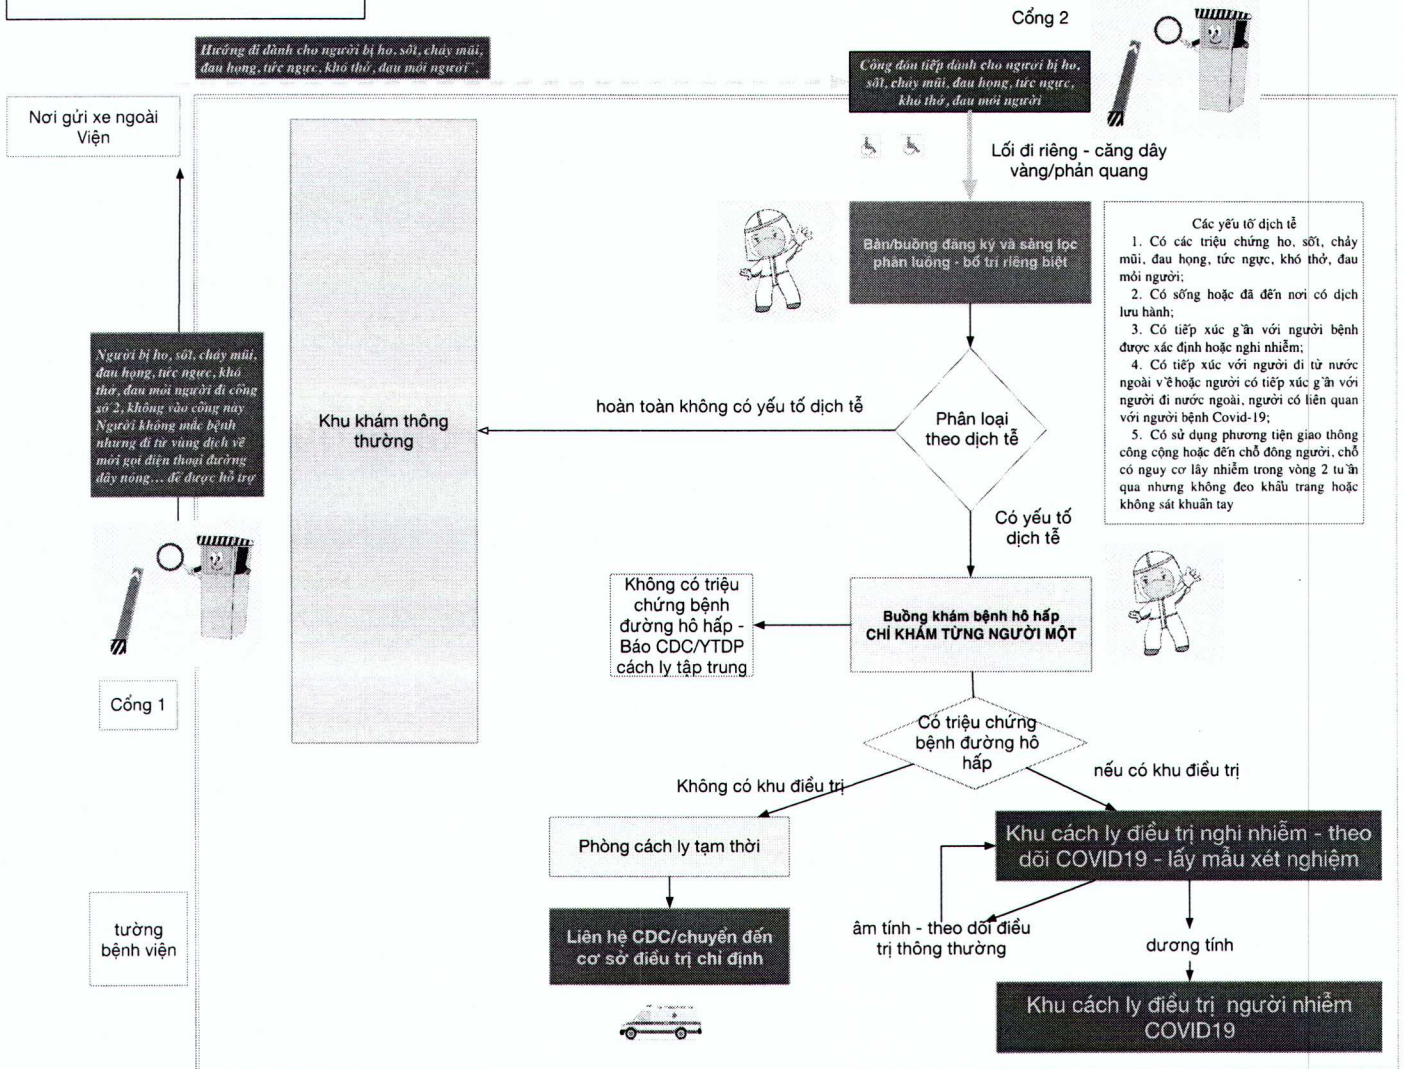 Cổng 2
Hướng đi dành cho người bị ho, sốt, chảy mũi,
đau họng, tức ngực, khó thở, đau mỏi người".
Cổng đón tiếp dành cho người bị ho,
sốt, chảy mũi, đau họng, tức ngực,
khó thở, đau mỏi người
Nơi gửi xe ngoài
Viện
Lối đi riêng - căng dây
vàng/phản quang
Bàn/buồng đăng ký và sàng lọc
phân luồng - bố trí riêng biệt
Các yếu tố dịch tễ
1. Có các triệu chứng ho, sốt, chảy
mũi, đau họng, tức ngực, khó thở, đau
mỏi người;
2. Có sống hoặc đã đến nơi có dịch
lưu hành;
3. Có tiếp xúc gần với người bệnh
được xác định hoặc nghi nhiễm;
4. Có tiếp xúc với người đi từ nước
ngoài về hoặc người có tiếp xúc gần với
người đi nước ngoài, người có liên quan
với người bệnh Covid-19;
5. Có sử dụng phương tiện giao thông
công cộng hoặc đến chỗ đông người, chỗ
có nguy cơ lây nhiễm trong vòng 2 tuần
qua nhưng không đeo khẩu trang hoặc
không sát khuẩn tay
Người bị ho, sốt, chảy mũi,
đau họng, tức ngực, khó
thở, đau mỏi người đi cổng
số 2, không vào cổng này
Người không mắc bệnh
nhưng đi từ vùng dịch về
mời gọi điện thoại đường
dây nóng... để được hỗ trợ
Khu khám thông
thường
hoàn toàn không có yếu tố dịch tễ
Phân loại
theo dịch tễ
Có yếu tố
dịch tễ
Không có triệu
chứng bệnh
đường hô hấp -
Báo CDC/YTDP
cách ly tập trung
Buồng khám bệnh hô hấp
CHỈ KHÁM TỪNG NGƯỜI MỘT
Cổng 1
Có triệu chứng
bệnh đường hô
hấp
Không có khu điều trị
nếu có khu điều trị
Phòng cách ly tạm thời
Khu cách ly điều trị nghi nhiễm - theo
dõi COVID19 - lấy mẫu xét nghiệm
tường
bệnh viện
Liên hệ CDC/chuyển đến
cơ sở điều trị chỉ định
âm tính - theo dõi điều
trị thông thường
dương tính
Khu cách ly điều trị người nhiễm
COVID19